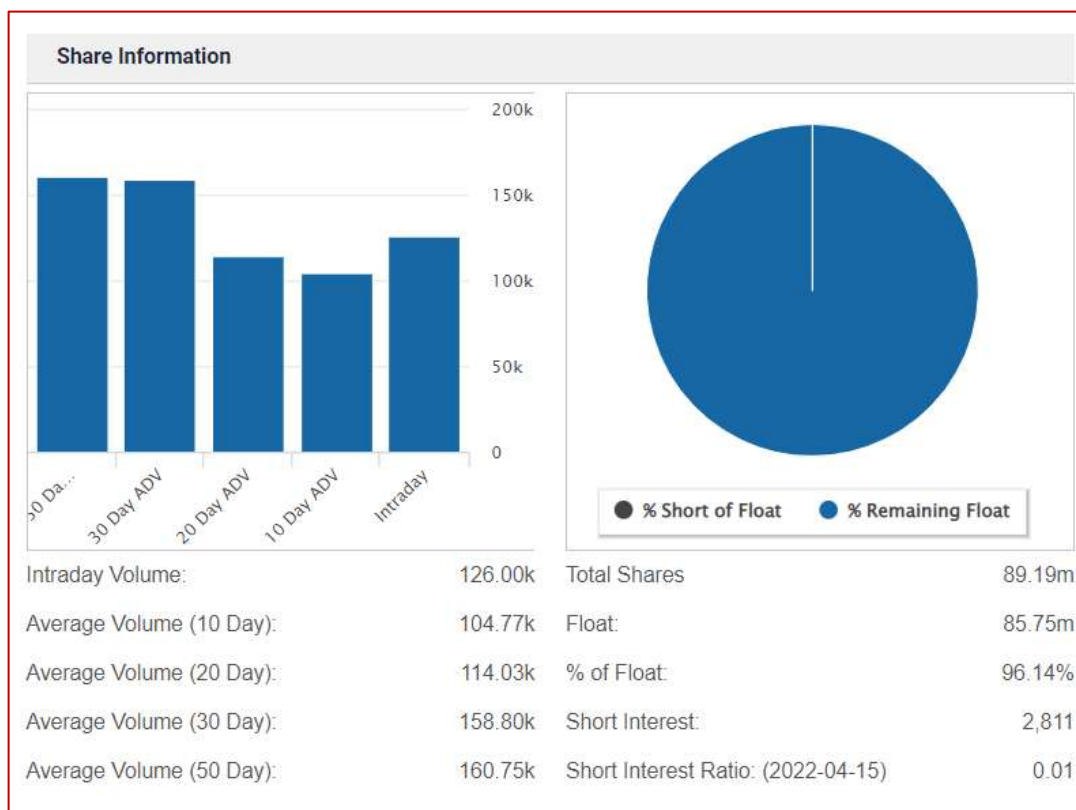 Share Information
200k
150k
100k
50k
0
50 Da...
30 Day ADV
20 Day ADV
10 Day ADV
Intraday
% Short of Float
% Remaining Float
Intraday Volume: 126.00k
Average Volume (10 Day): 104.77k
Average Volume (20 Day): 114.03k
Average Volume (30 Day): 158.80k
Average Volume (50 Day): 160.75k
Total Shares 89.19m
Float: 85.75m
% of Float: 96.14%
Short Interest: 2,811
Short Interest Ratio: (2022-04-15) 0.01